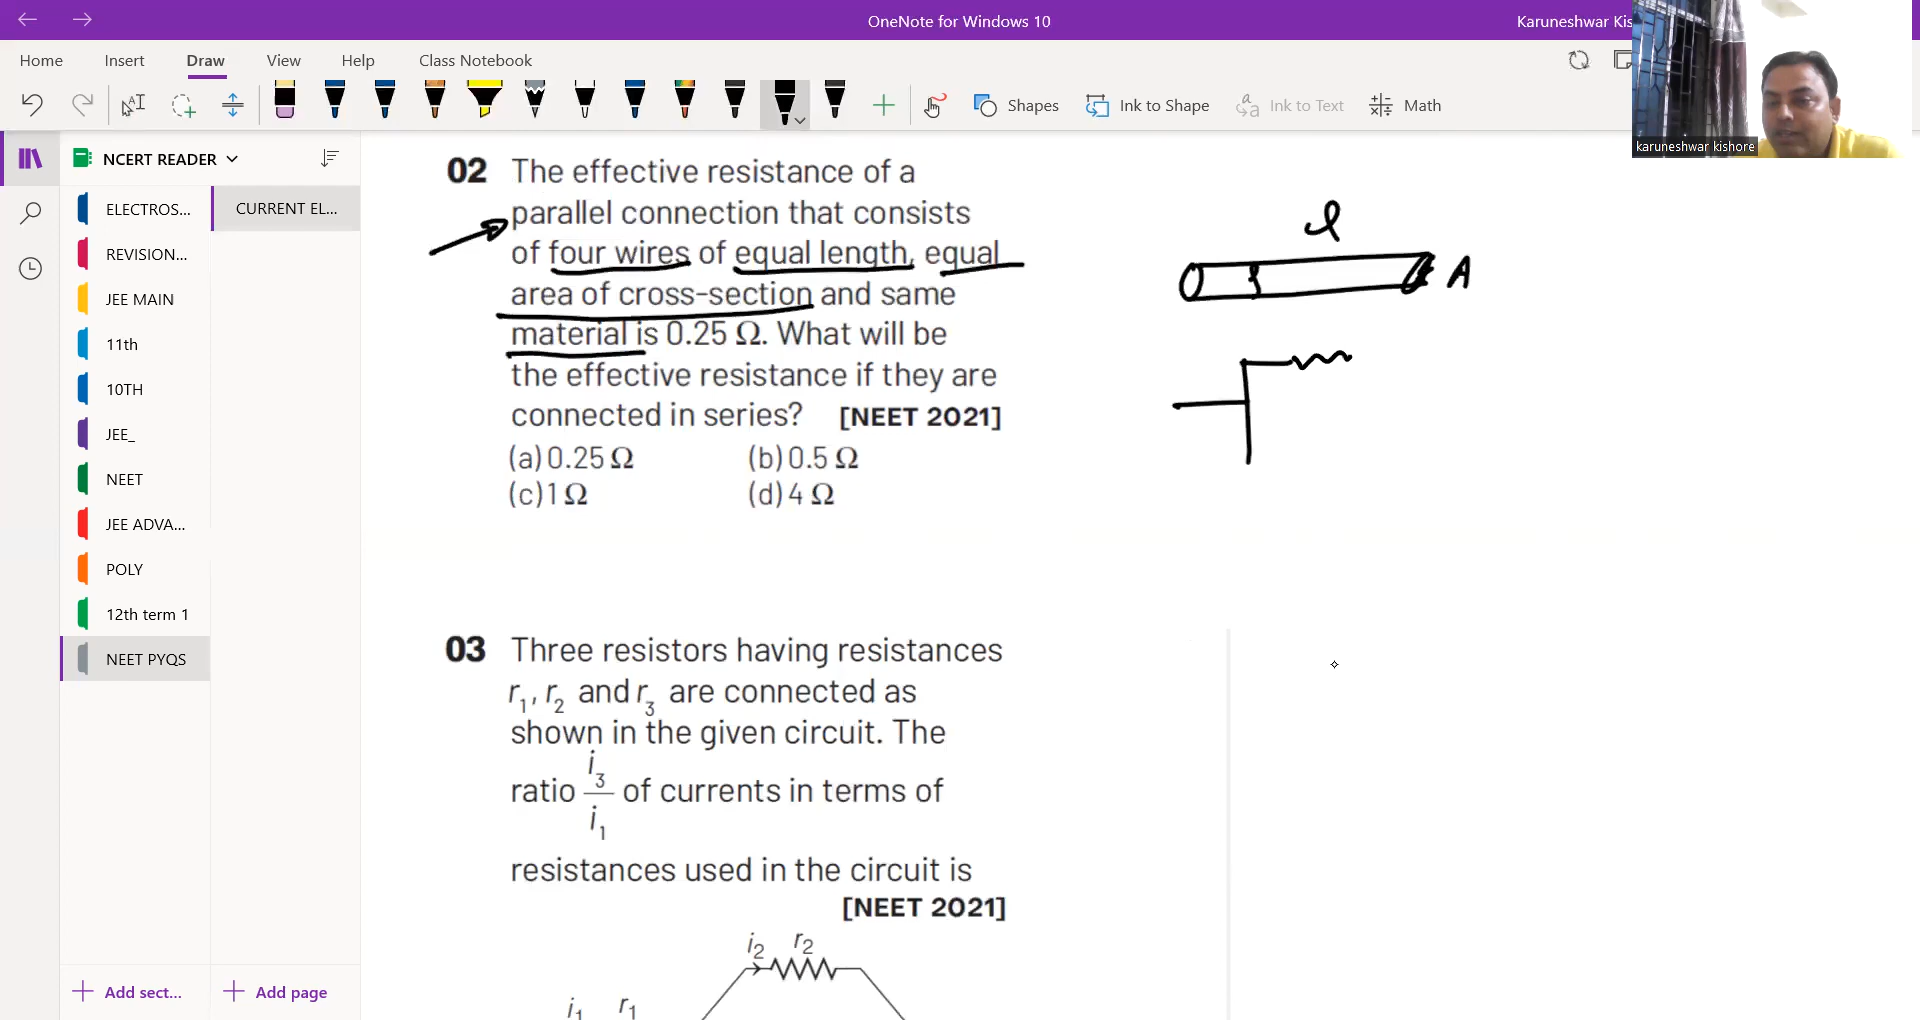 OneNote for Windows 10
Karuneshwar Kis
Home Insert Draw View Help Class Notebook
Shapes Ink to Shape Ink to Text Math
karuneshwar kishore
NCERT READER
ELECTROS...
REVISION...
JEE MAIN
11th
10TH
JEE_
NEET
JEE ADVA...
POLY
12th term 1
NEET PYQS
Add sect...
CURRENT EL...
Add page
02 The effective resistance of a
parallel connection that consists
of four wires of equal length, equal
area of cross-section and same
material is 0.25 Ω. What will be
the effective resistance if they are
connected in series? [NEET 2021]
(a) 0.25 Ω (b) 0.5 Ω
(c) 1 Ω (d) 4 Ω
l
A
03 Three resistors having resistances
r₁, r₂ and r₃ are connected as
shown in the given circuit. The
ratio i₃/i₁ of currents in terms of
resistances used in the circuit is
[NEET 2021]
i₂ r₂
i₁ r₁